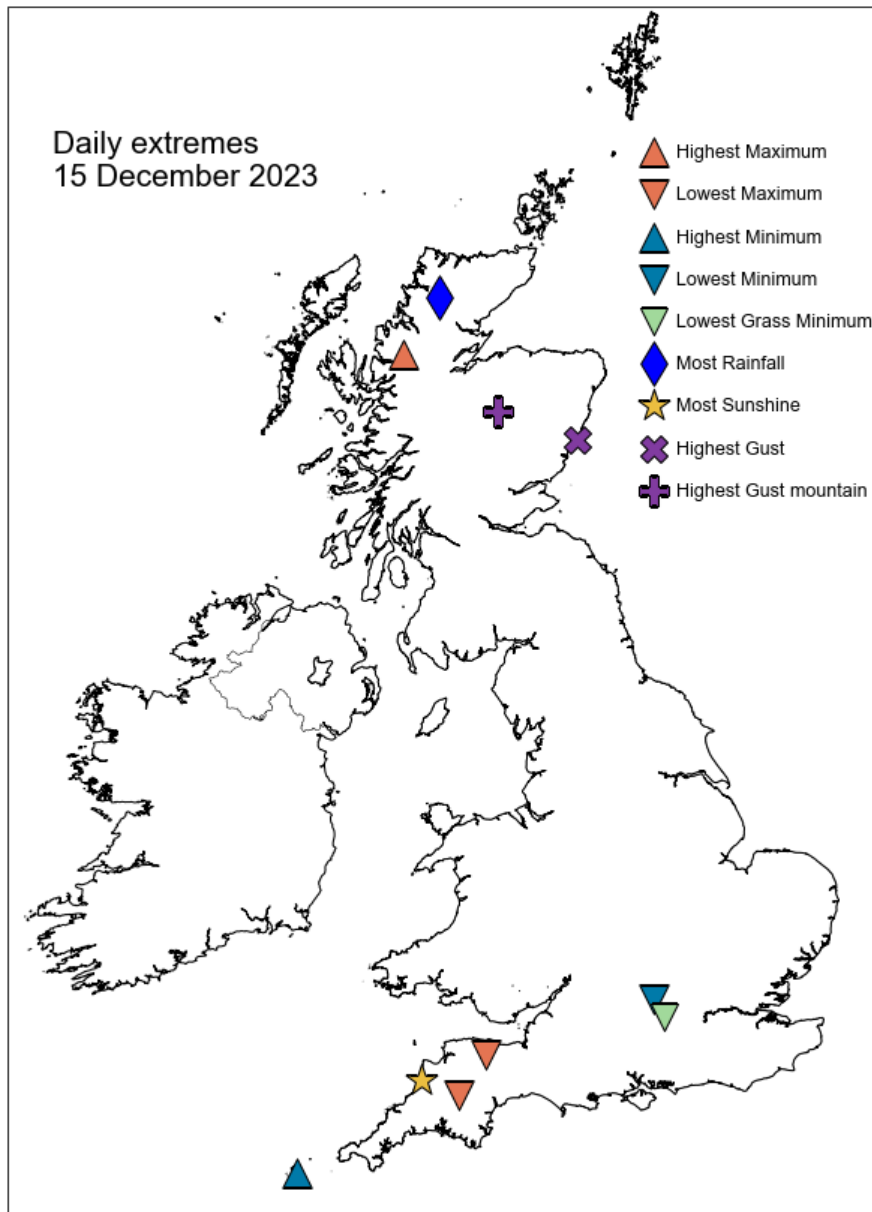 Daily extremes
15 December 2023
Highest Maximum
Lowest Maximum
Highest Minimum
Lowest Minimum
Lowest Grass Minimum
Most Rainfall
Most Sunshine
Highest Gust
Highest Gust mountain